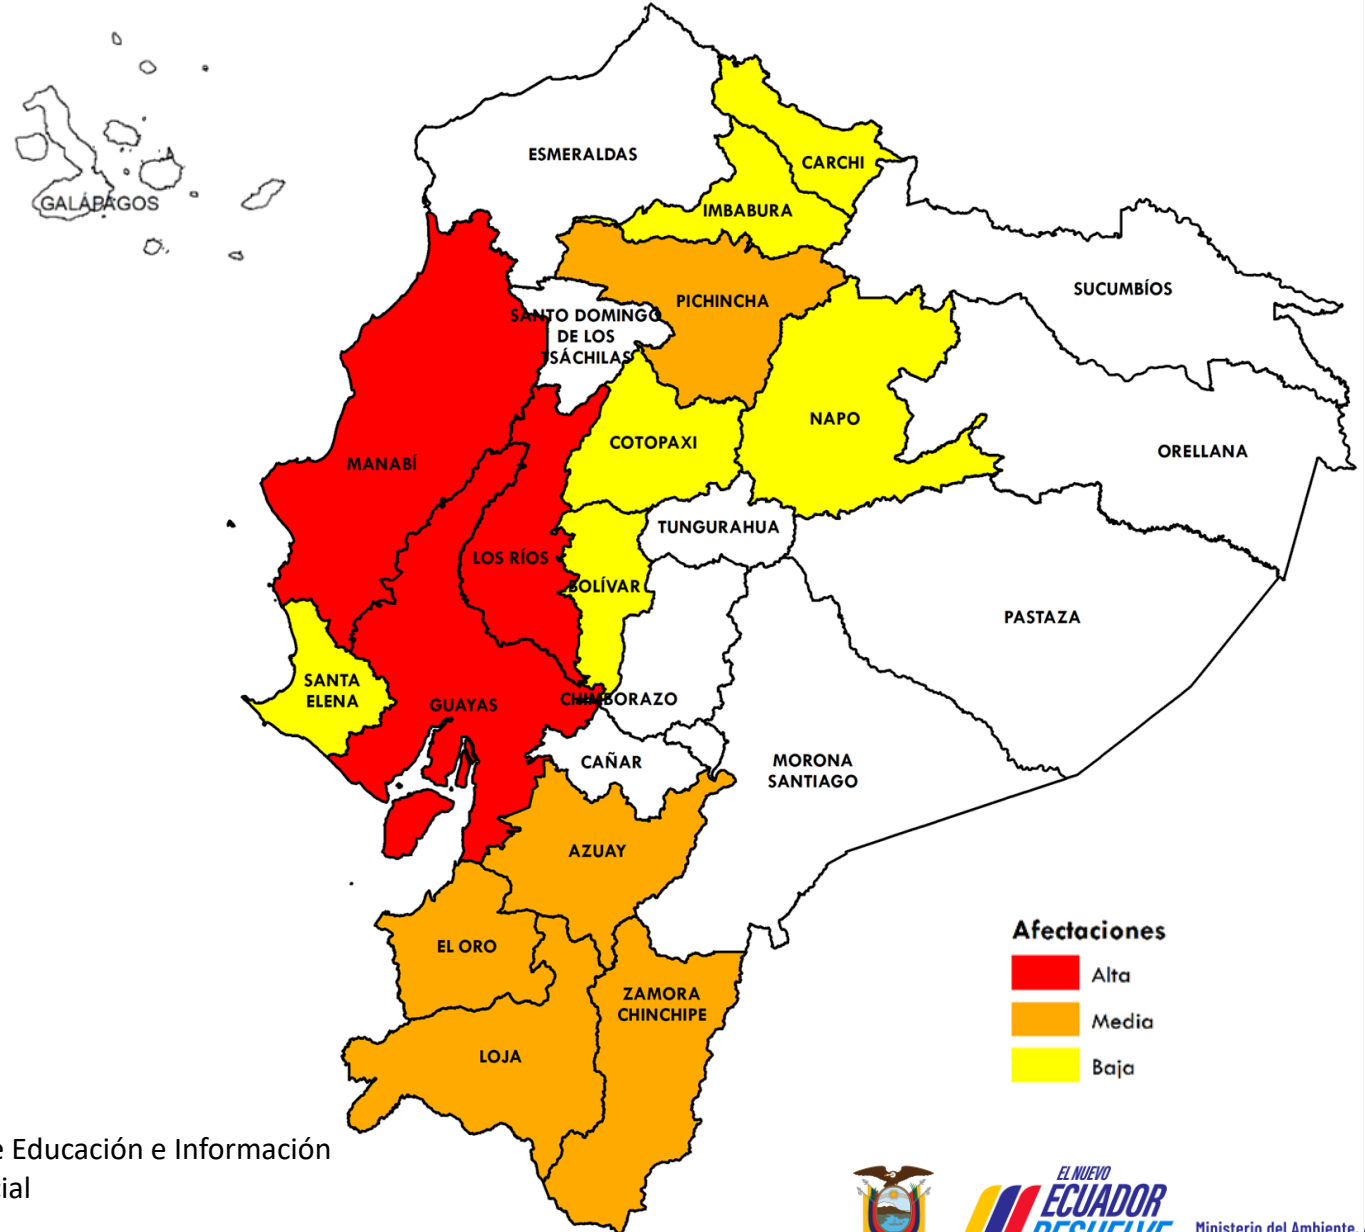 ESMERALDAS
CARCHI
GALÁPAGOS
IMBABURA
SUCUMBÍOS
PICHINCHA
SANTO DOMINGO
DE LOS
TSÁCHILAS
NAPO
COTOPAXI
ORELLANA
MANABÍ
TUNGURAHUA
LOS RÍOS
BOLÍVAR
PASTAZA
SANTA
ELENA
GUAYAS
CHIMBORAZO
CAÑAR
MORONA
SANTIAGO
AZUAY
EL ORO
ZAMORA
CHINCHIPE
LOJA
Afectaciones
Alta
Media
Baja
e Educación e Información
cial
EL NUEVO
ECUADOR
RESUELVE
Ministerio del Ambiente,